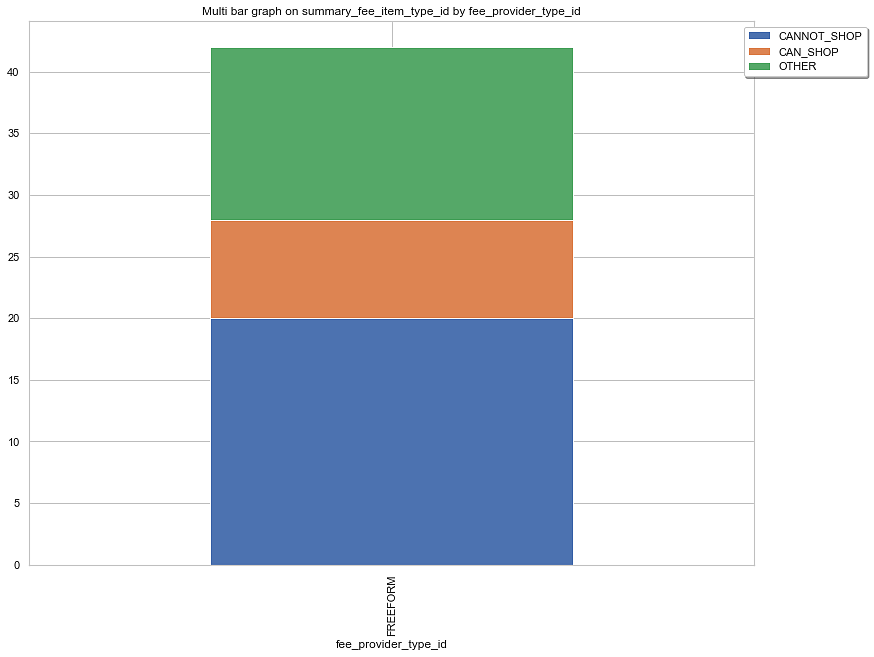 Multi bar graph on summary_fee_item_type_id by fee_provider_type_id
CANNOT_SHOP
CAN_SHOP
OTHER
40
35
30
25
20
15
10
5
0
FREEFORM
fee_provider_type_id